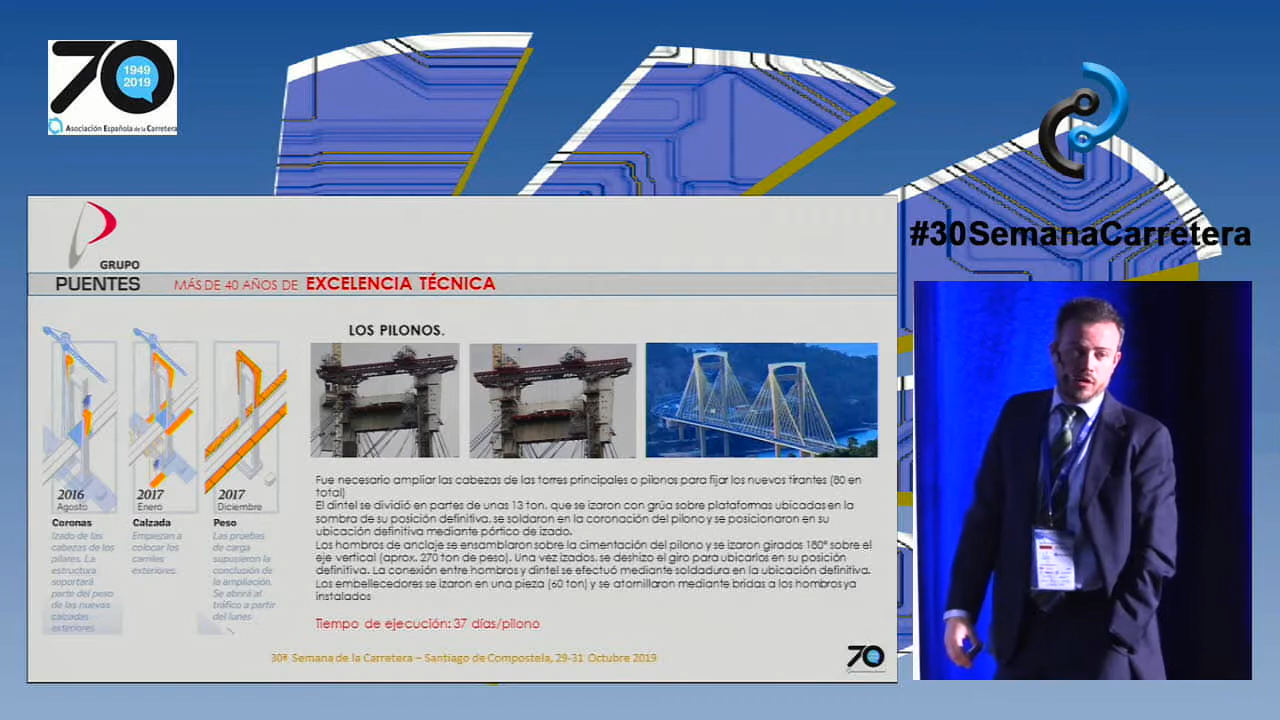 70
1949
2019
Asociación Española de la Carretera
#30SemanaCarretera
GRUPO
PUENTES
MÁS DE 40 AÑOS DE EXCELENCIA TÉCNICA
LOS PILONOS.
2016
Agosto
Coronas
Izado de las
cabezas de los
pilares. La
estructura
soportará
parte del peso
de las nuevas
calzadas
exteriores
2017
Enero
Calzada
Empiezan a
colocar los
carriles
exteriores.
2017
Diciembre
Peso
Las pruebas
de carga
supusieron la
conclusión de
la ampliación.
Se abrirá al
tráfico a partir
del lunes
Fue necesario ampliar las cabezas de las torres principales o pilonos para fijar los nuevos tirantes (80 en
total)
El dintel se dividió en partes de unas 13 ton. que se izaron con grúa sobre plataformas ubicadas en la
sombra de su posición definitiva, se soldaron en la coronación del pilono y se posicionaron en su
ubicación definitiva mediante pórtico de izado.
Los hombros de anclaje se ensamblaron sobre la cimentación del pilono y se izaron girados 180º sobre el
eje vertical (aprox. 270 ton de peso). Una vez izados, se deshizo el giro para ubicarlos en su posición
definitiva. La conexión entre hombros y dintel se efectuó mediante soldadura en la ubicación definitiva.
Los embellecedores se izaron en una pieza (60 ton) y se atornillaron mediante bridas a los hombros ya
instalados
Tiempo de ejecución: 37 días/pilono
30ª Semana de la Carretera – Santiago de Compostela, 29-31 Octubre 2019
70